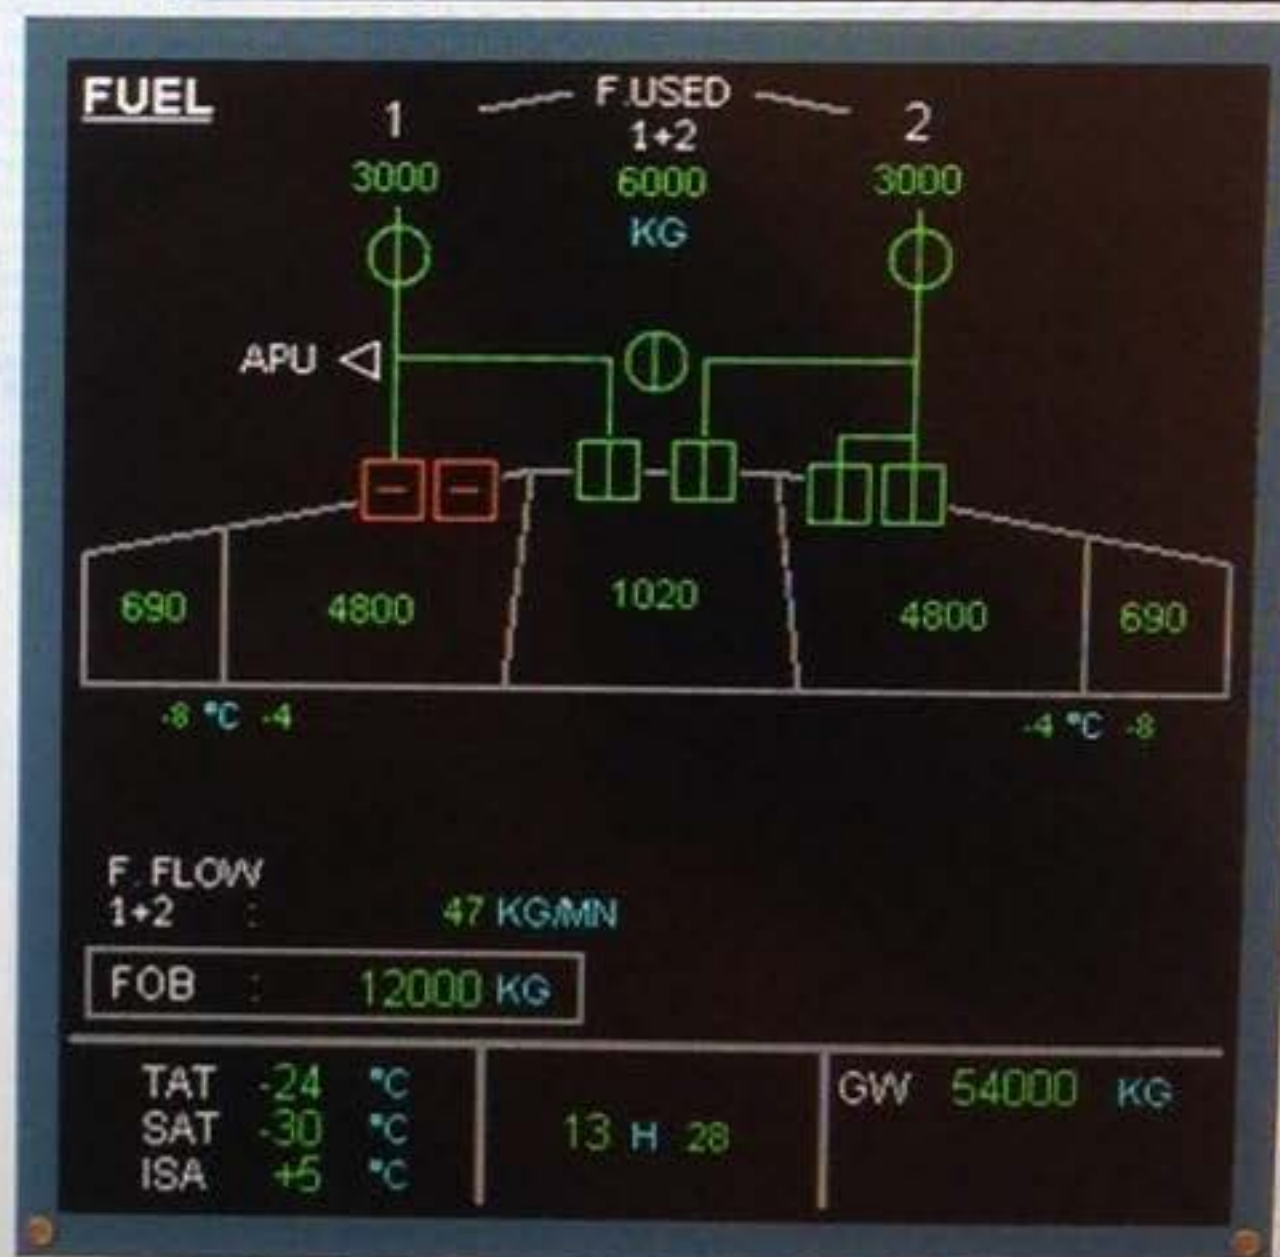 FUEL
1 F.USED 2
1+2
3000 6000 3000
KG
APU
690 4800 1020 4800 690
-8 °C -4 -4 °C -8
F. FLOW
1+2 : 47 KG/MN
FOB : 12000 KG
TAT -24 °C GW 54000 KG
SAT -30 °C 13 H 28
ISA +5 °C